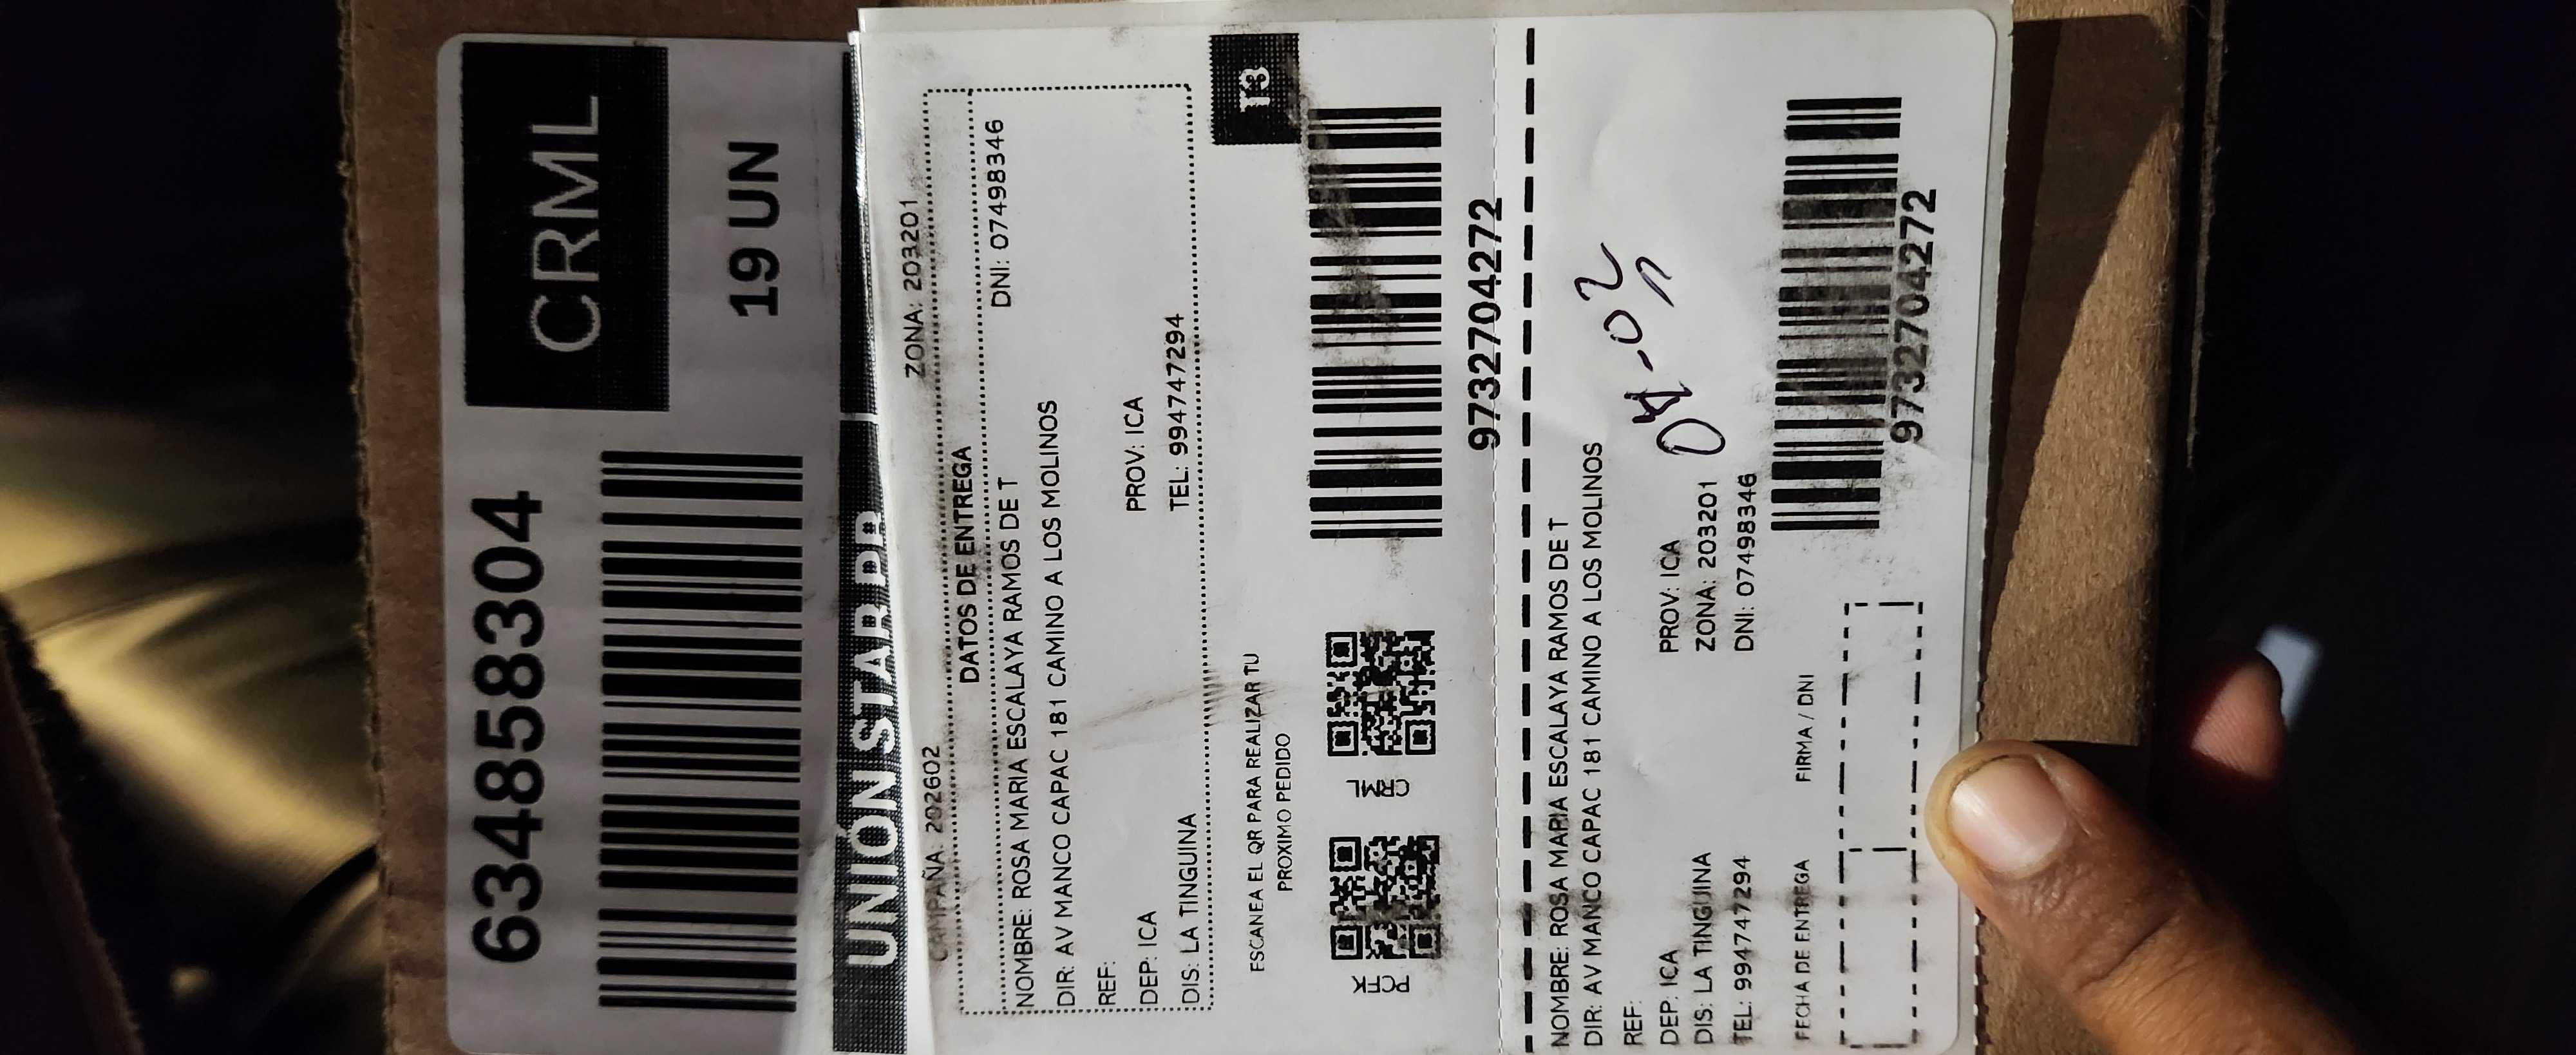 6348583304
CRML
19 UN
UNIÓN STAR PP
CAMPAÑA: 202602 ZONA: 203201
DATOS DE ENTREGA
NOMBRE: ROSA MARIA ESCALAYA RAMOS DE T DNI: 07498346
DIR: AV MANCO CAPAC 181 CAMINO A LOS MOLINOS
REF:
DEP: ICA PROV: ICA
DIS: LA TINGUINA TEL: 994747294
T3
ESCANEA EL QR PARA REALIZAR TU
PROXIMO PEDIDO
9732704272
NOMBRE: ROSA MARIA ESCALAYA RAMOS DE T
DIR: AV MANCO CAPAC 181 CAMINO A LOS MOLINOS
REF:
DEP: ICA PROV: ICA
DIS: LA TINGUINA ZONA: 203201
TEL: 994747294 DNI: 07498346
FECHA DE ENTREGA FIRMA / DNI
9732704272